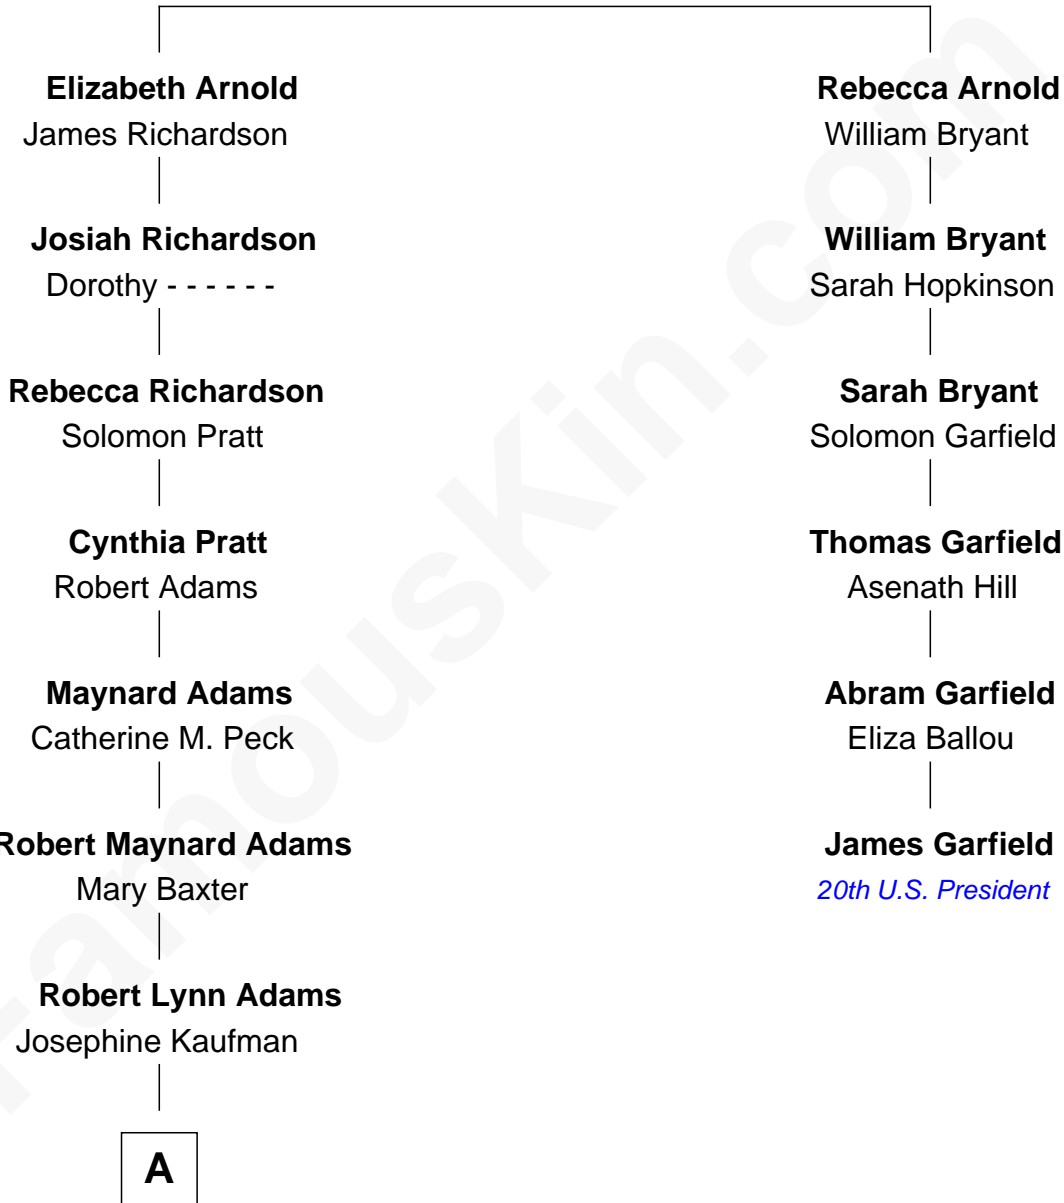 Elizabeth Arnold
James Richardson
Rebecca Arnold
William Bryant
Josiah Richardson
Dorothy - - - - - -
William Bryant
Sarah Hopkinson
Rebecca Richardson
Solomon Pratt
Sarah Bryant
Solomon Garfield
Cynthia Pratt
Robert Adams
Thomas Garfield
Asenath Hill
Maynard Adams
Catherine M. Peck
Abram Garfield
Eliza Ballou
Robert Maynard Adams
Mary Baxter
James Garfield
20th U.S. President
Robert Lynn Adams
Josephine Kaufman
A
FamousKin.com